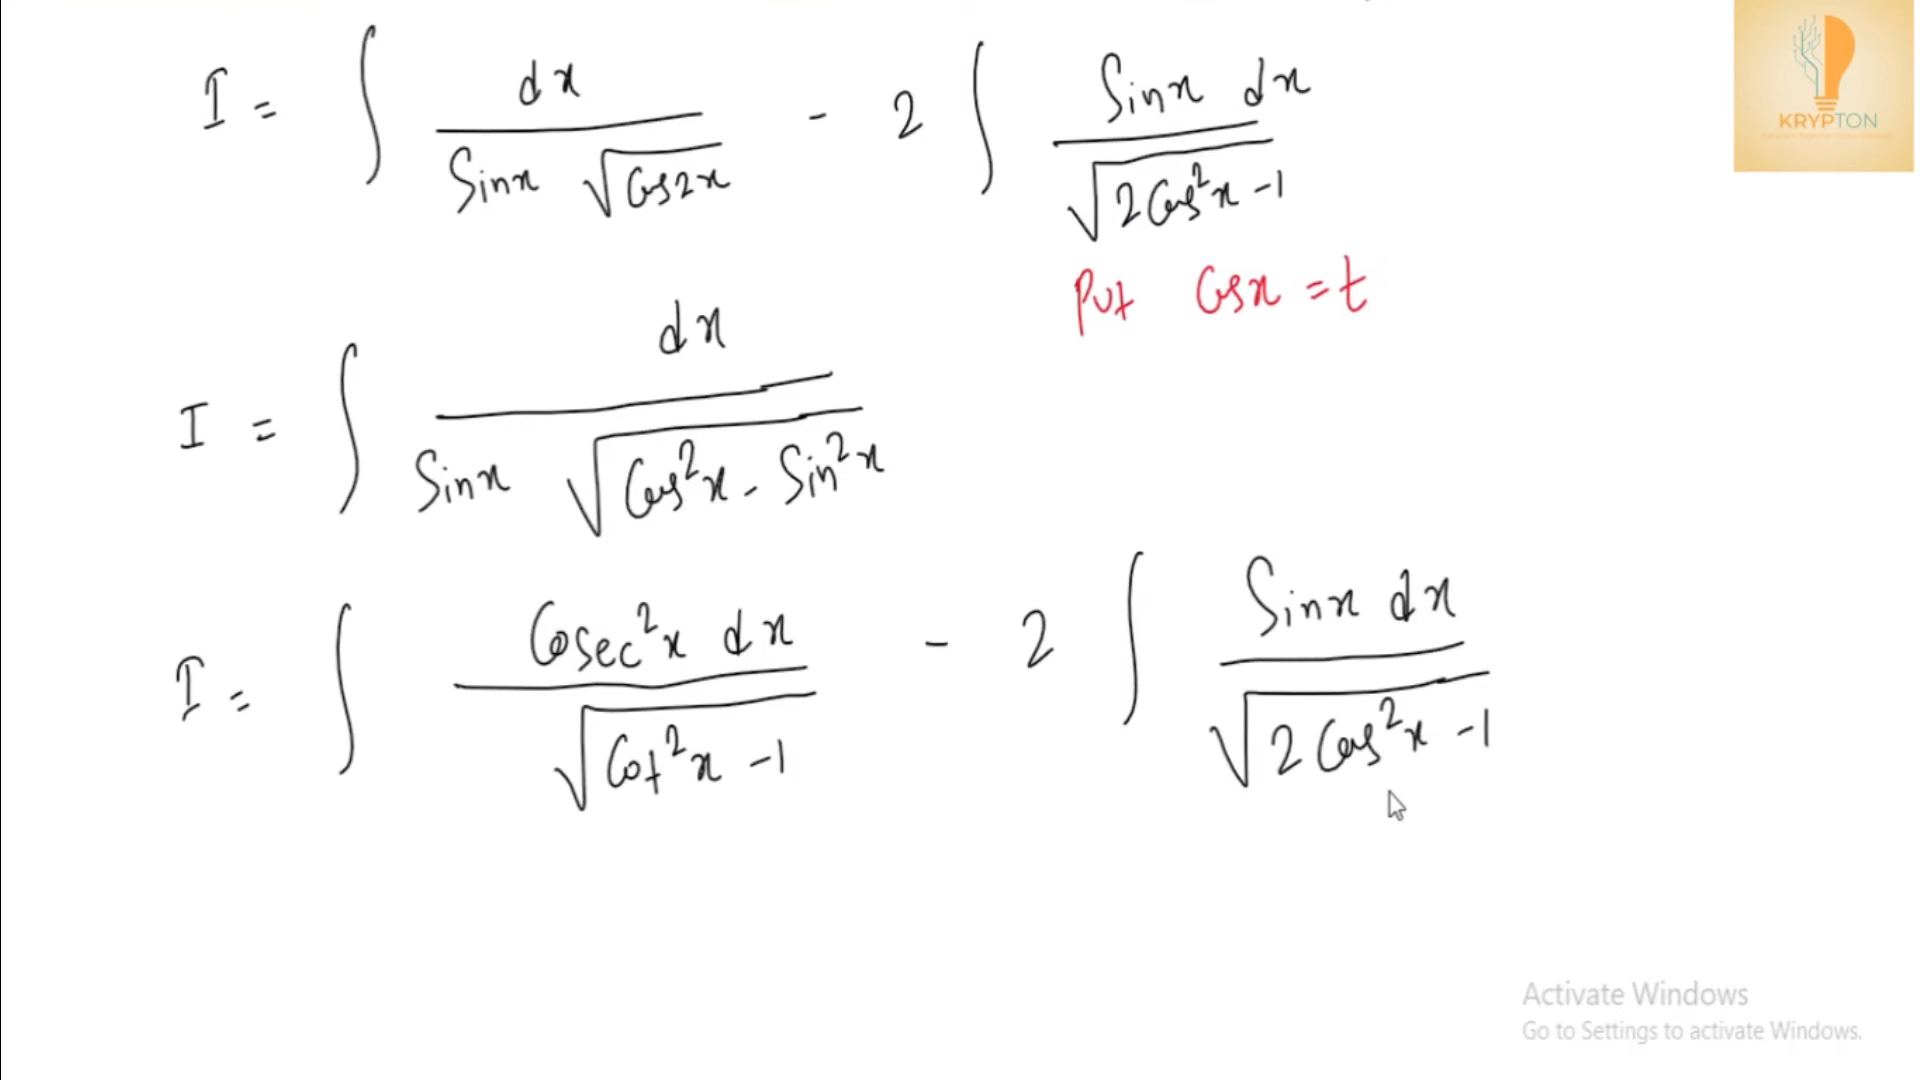 I = ∫ dx / (Sinx √Cos2x) - 2 ∫ Sinx dx / √(2Cos²x - 1)
KRYPTON
Put Cosx = t
I = ∫ dx / (Sinx √(Cos²x - Sin²x))
I = ∫ Cosec²x dx / √(Cot²x - 1) - 2 ∫ Sinx dx / √(2Cos²x - 1)
Activate Windows
Go to Settings to activate Windows.